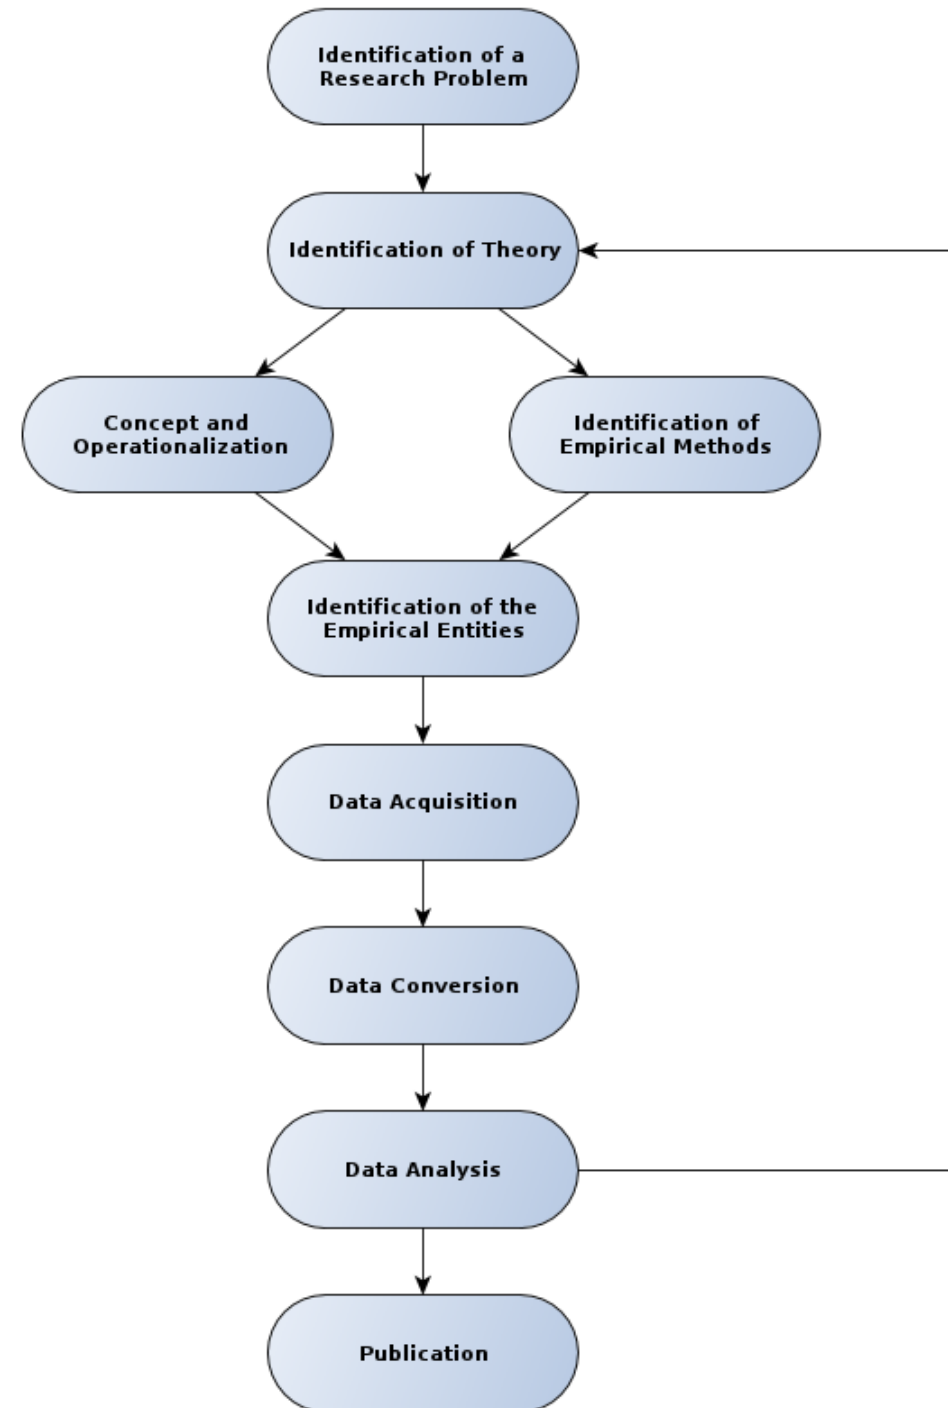 Identification of a
Research Problem
Identification of Theory
Concept and
Operationalization
Identification of
Empirical Methods
Identification of the
Empirical Entities
Data Acquisition
Data Conversion
Data Analysis
Publication